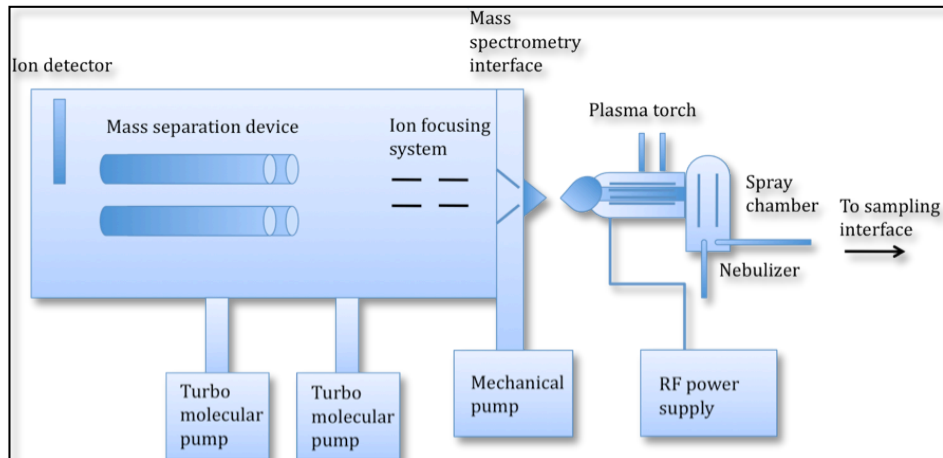 Mass
spectrometry
interface
Ion detector
Mass separation device
Ion focusing
system
Plasma torch
Spray
chamber
To sampling
interface
Nebulizer
Turbo
molecular
pump
Turbo
molecular
pump
Mechanical
pump
RF power
supply